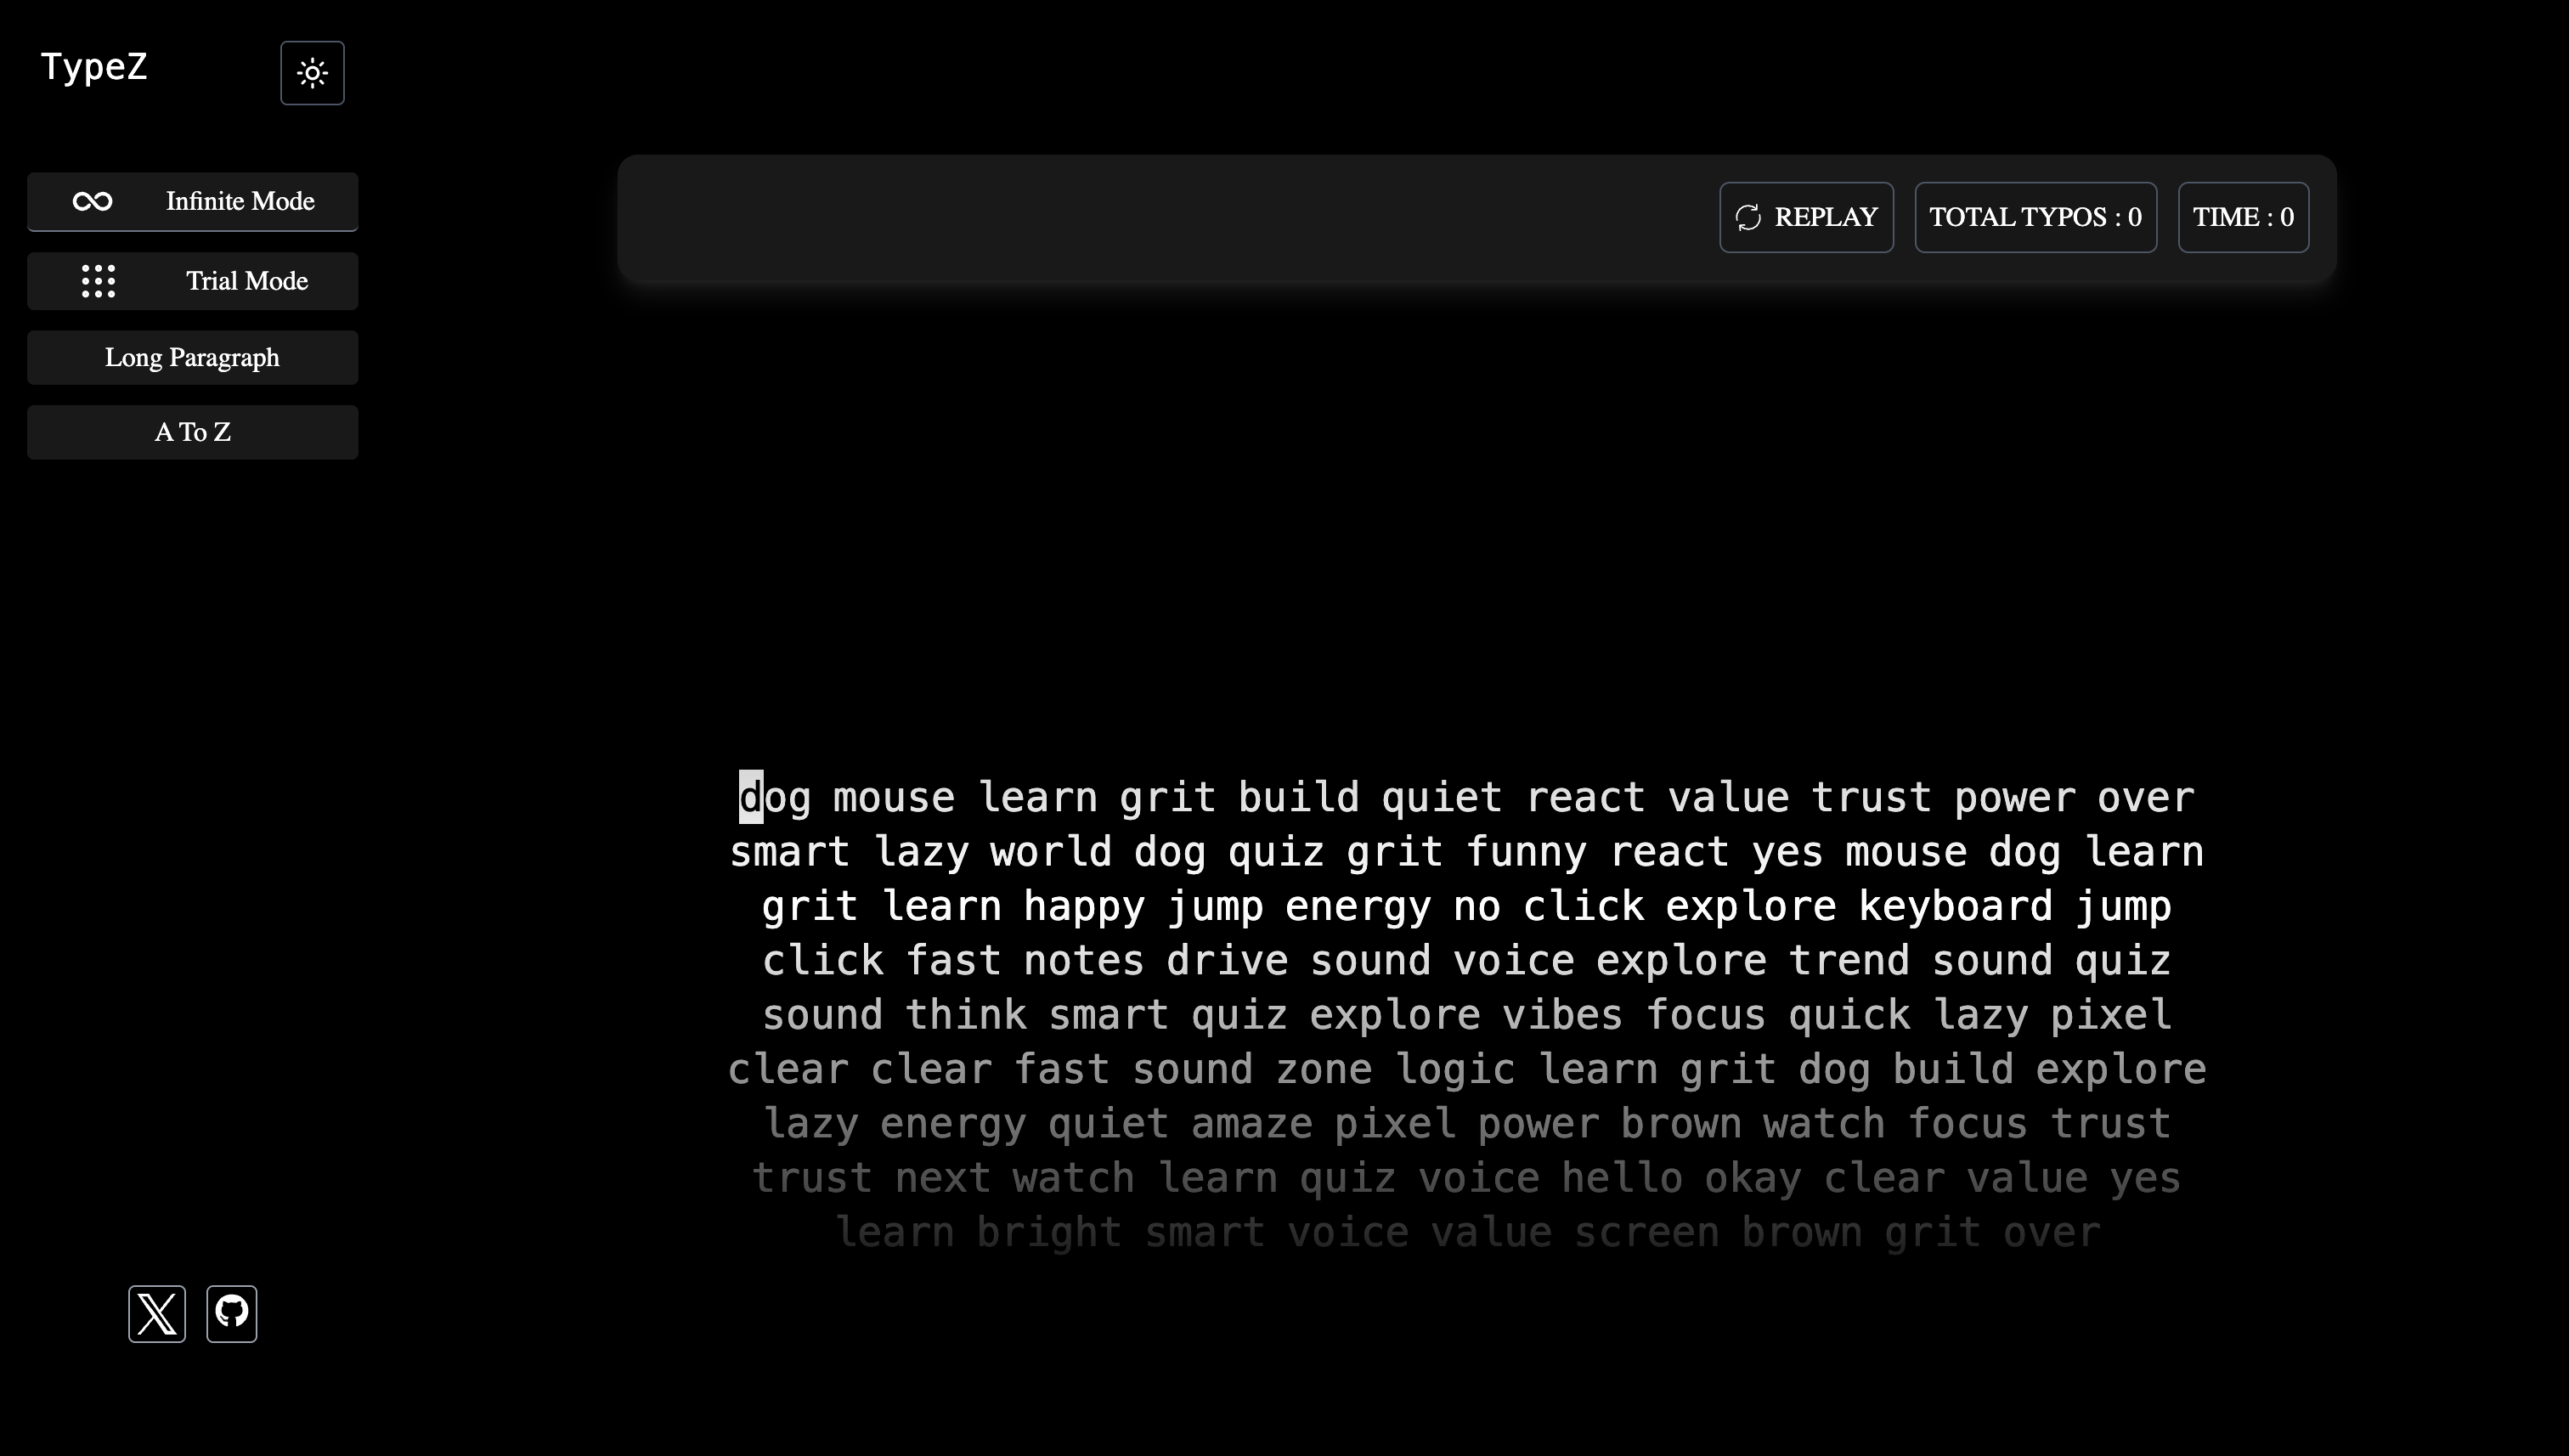 TypeZ
Infinite Mode
Trial Mode
Long Paragraph
A To Z
REPLAY
TOTAL TYPOS : 0
TIME : 0
dog mouse learn grit build quiet react value trust power over
smart lazy world dog quiz grit funny react yes mouse dog learn
grit learn happy jump energy no click explore keyboard jump
click fast notes drive sound voice explore trend sound quiz
sound think smart quiz explore vibes focus quick lazy pixel
clear clear fast sound zone logic learn grit dog build explore
lazy energy quiet amaze pixel power brown watch focus trust
trust next watch learn quiz voice hello okay clear value yes
learn bright smart voice value screen brown grit over